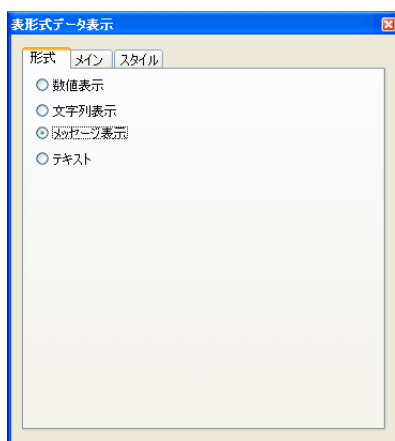 表形式データ表示
形式 メイン スタイル
数値表示
文字列表示
メッセージ表示
テキスト